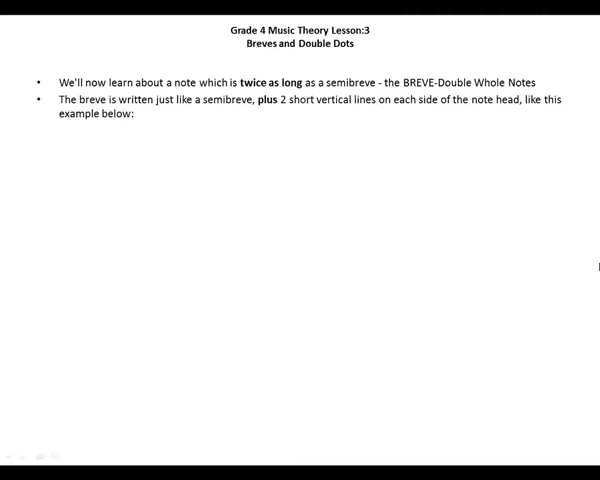 Grade 4 Music Theory Lesson:3
Breves and Double Dots
• We'll now learn about a note which is twice as long as a semibreve - the BREVE-Double Whole Notes
• The breve is written just like a semibreve, plus 2 short vertical lines on each side of the note head, like this
example below: